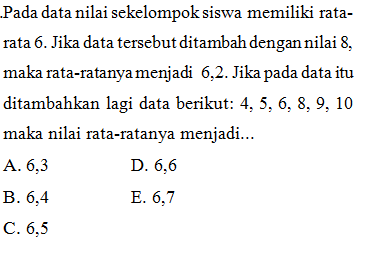 .Pada data nilai sekelompok siswa memiliki rata-
rata 6. Jika data tersebut ditambah dengan nilai 8,
maka rata-ratanya menjadi 6,2. Jika pada data itu
ditambahkan lagi data berikut: 4, 5, 6, 8, 9, 10
maka nilai rata-ratanya menjadi...
A. 6,3 D. 6,6
B. 6,4 E. 6,7
C. 6,5